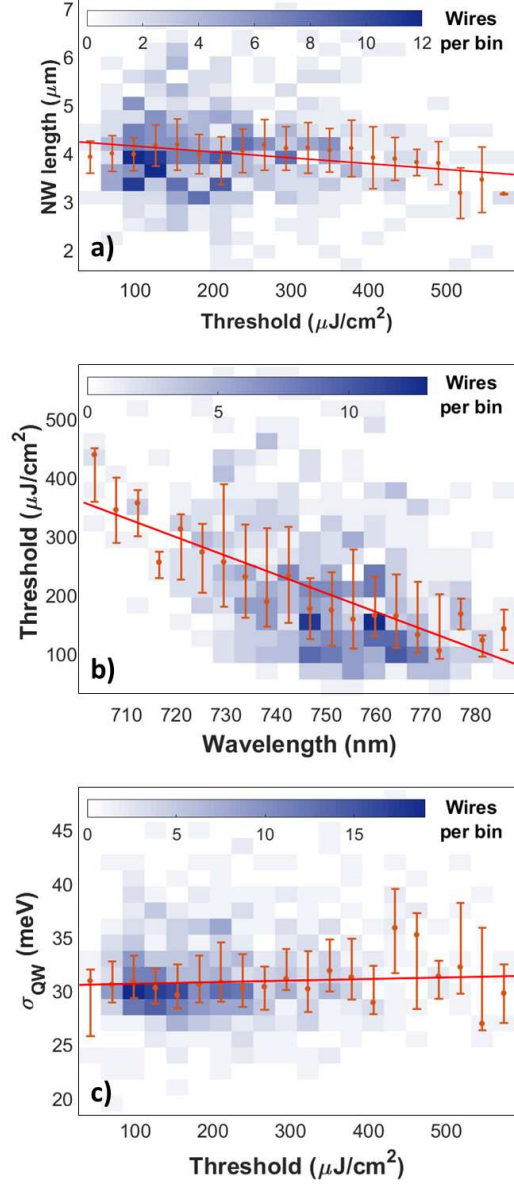 0 2 4 6 8 10 12
Wires
per bin
7
6
5
4
3
2
NW length (μm)
a)
100 200 300 400 500
Threshold (μJ/cm²)
0 5 10
Wires
per bin
500
400
300
200
100
Threshold (μJ/cm²)
b)
710 720 730 740 750 760 770 780
Wavelength (nm)
0 5 10 15
Wires
per bin
45
40
35
30
25
20
σQW (meV)
c)
100 200 300 400 500
Threshold (μJ/cm²)